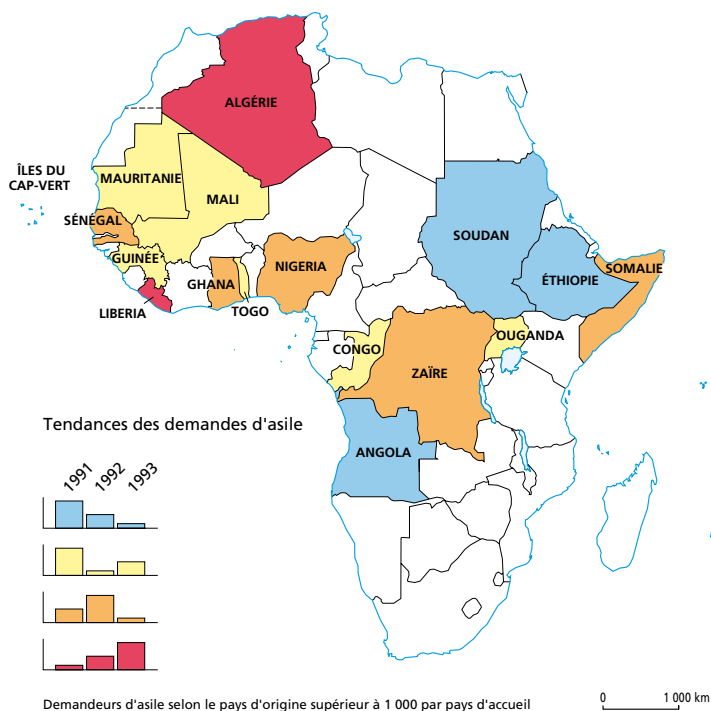 ALGÉRIE
ÎLES DU
CAP-VERT
MAURITANIE
MALI
SÉNÉGAL
SOUDAN
GUINÉE
NIGERIA
SOMALIE
ÉTHIOPIE
GHANA
LIBERIA
TOGO
OUGANDA
CONGO
ZAÏRE
ANGOLA
Tendances des demandes d'asile
1991 1992 1993
Demandeurs d'asile selon le pays d'origine supérieur à 1 000 par pays d'accueil
0 1 000 km